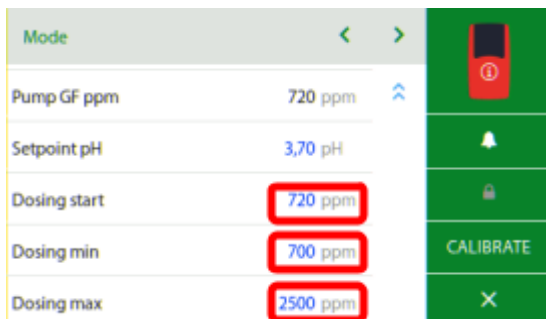 Mode
Pump GF ppm 720 ppm
Setpoint pH 3,70 pH
Dosing start 720 ppm
Dosing min 700 ppm
Dosing max 2500 ppm
CALIBRATE